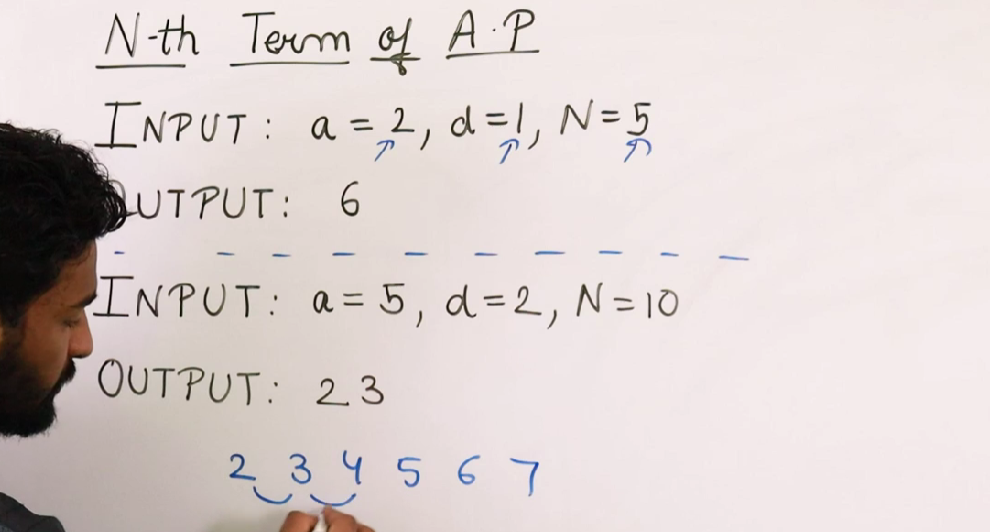 N-th Term of A.P
INPUT: a = 2, d = 1, N = 5
OUTPUT: 6
INPUT: a = 5, d = 2, N = 10
OUTPUT: 23
2 3 4 5 6 7